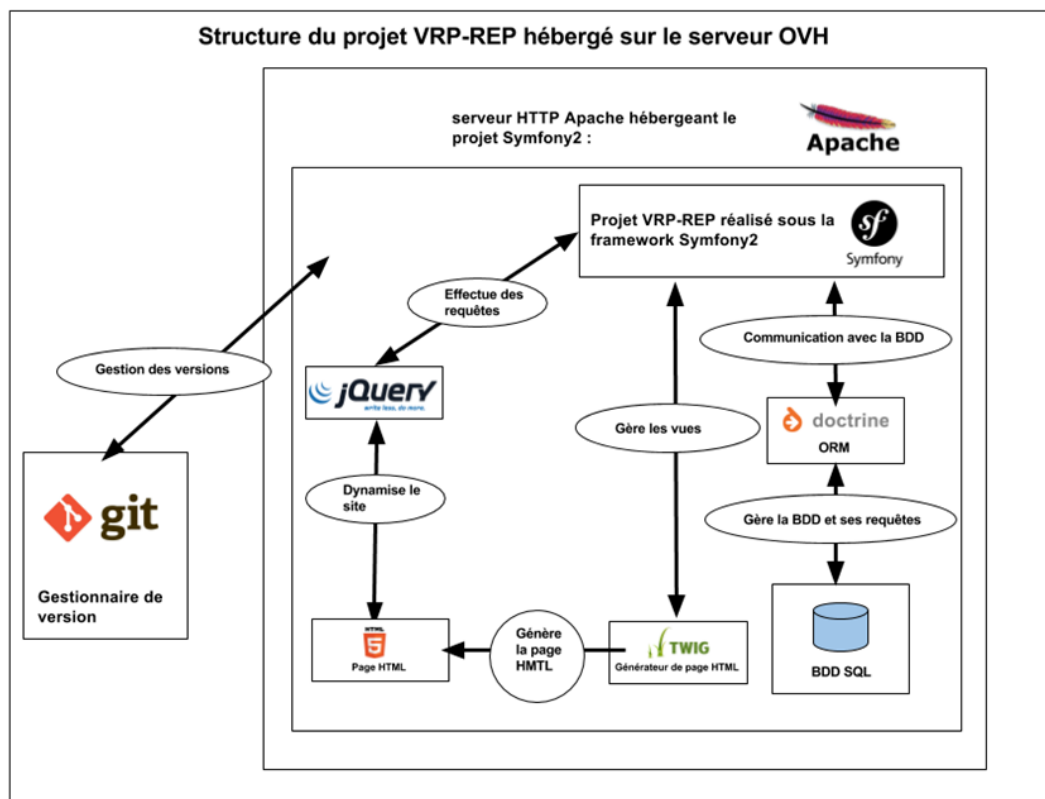 Structure du projet VRP-REP hébergé sur le serveur OVH
serveur HTTP Apache hébergeant le
projet Symfony2 :
Apache
Projet VRP-REP réalisé sous la
framework Symfony2
sf
Symfony
Effectue des
requêtes
Communication avec la BDD
Gestion des versions
jQuery
write less, do more.
doctrine
ORM
Gère les vues
Dynamise le
site
Gère la BDD et ses requêtes
git
Gestionnaire de
version
HTML
5
Page HTML
Génère
la page
HMTL
TWIG
Générateur de page HTML
BDD SQL